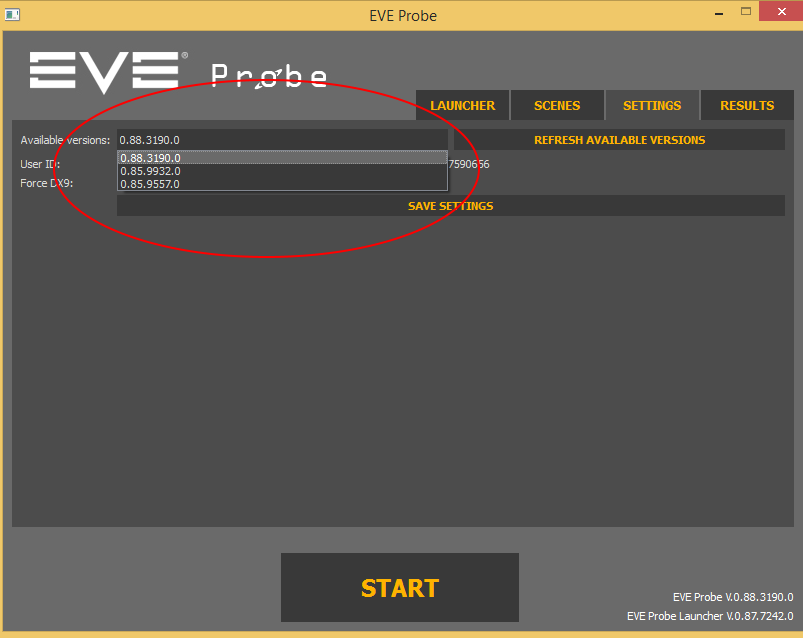 EVE Probe
EVE® Probe
LAUNCHER SCENES SETTINGS RESULTS
Available versions: 0.88.3190.0 REFRESH AVAILABLE VERSIONS
0.88.3190.0
User ID: 7590656
0.85.9932.0
Force DX9: 0.85.9557.0
SAVE SETTINGS
START
EVE Probe V.0.88.3190.0
EVE Probe Launcher V.0.87.7242.0